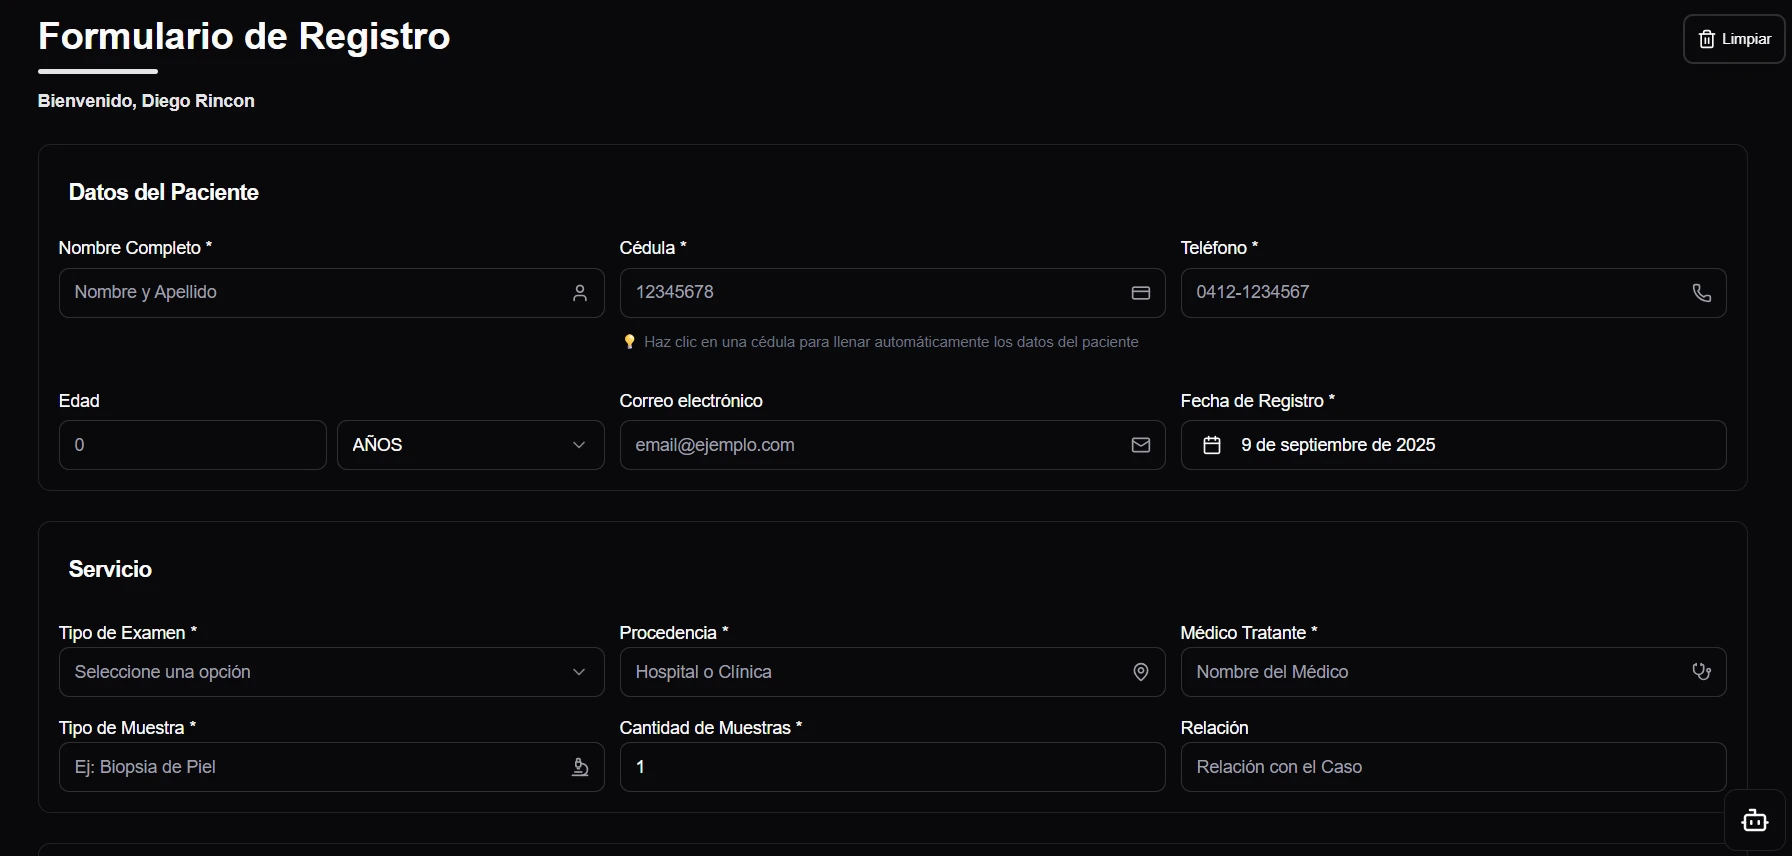 Formulario de Registro
Limpiar
Bienvenido, Diego Rincon
Datos del Paciente
Nombre Completo *
Cédula *
Teléfono *
Nombre y Apellido
12345678
0412-1234567
Haz clic en una cédula para llenar automáticamente los datos del paciente
Edad
Correo electrónico
Fecha de Registro *
0
AÑOS
email@ejemplo.com
9 de septiembre de 2025
Servicio
Tipo de Examen *
Procedencia *
Médico Tratante *
Seleccione una opción
Hospital o Clínica
Nombre del Médico
Tipo de Muestra *
Cantidad de Muestras *
Relación
Ej: Biopsia de Piel
1
Relación con el Caso